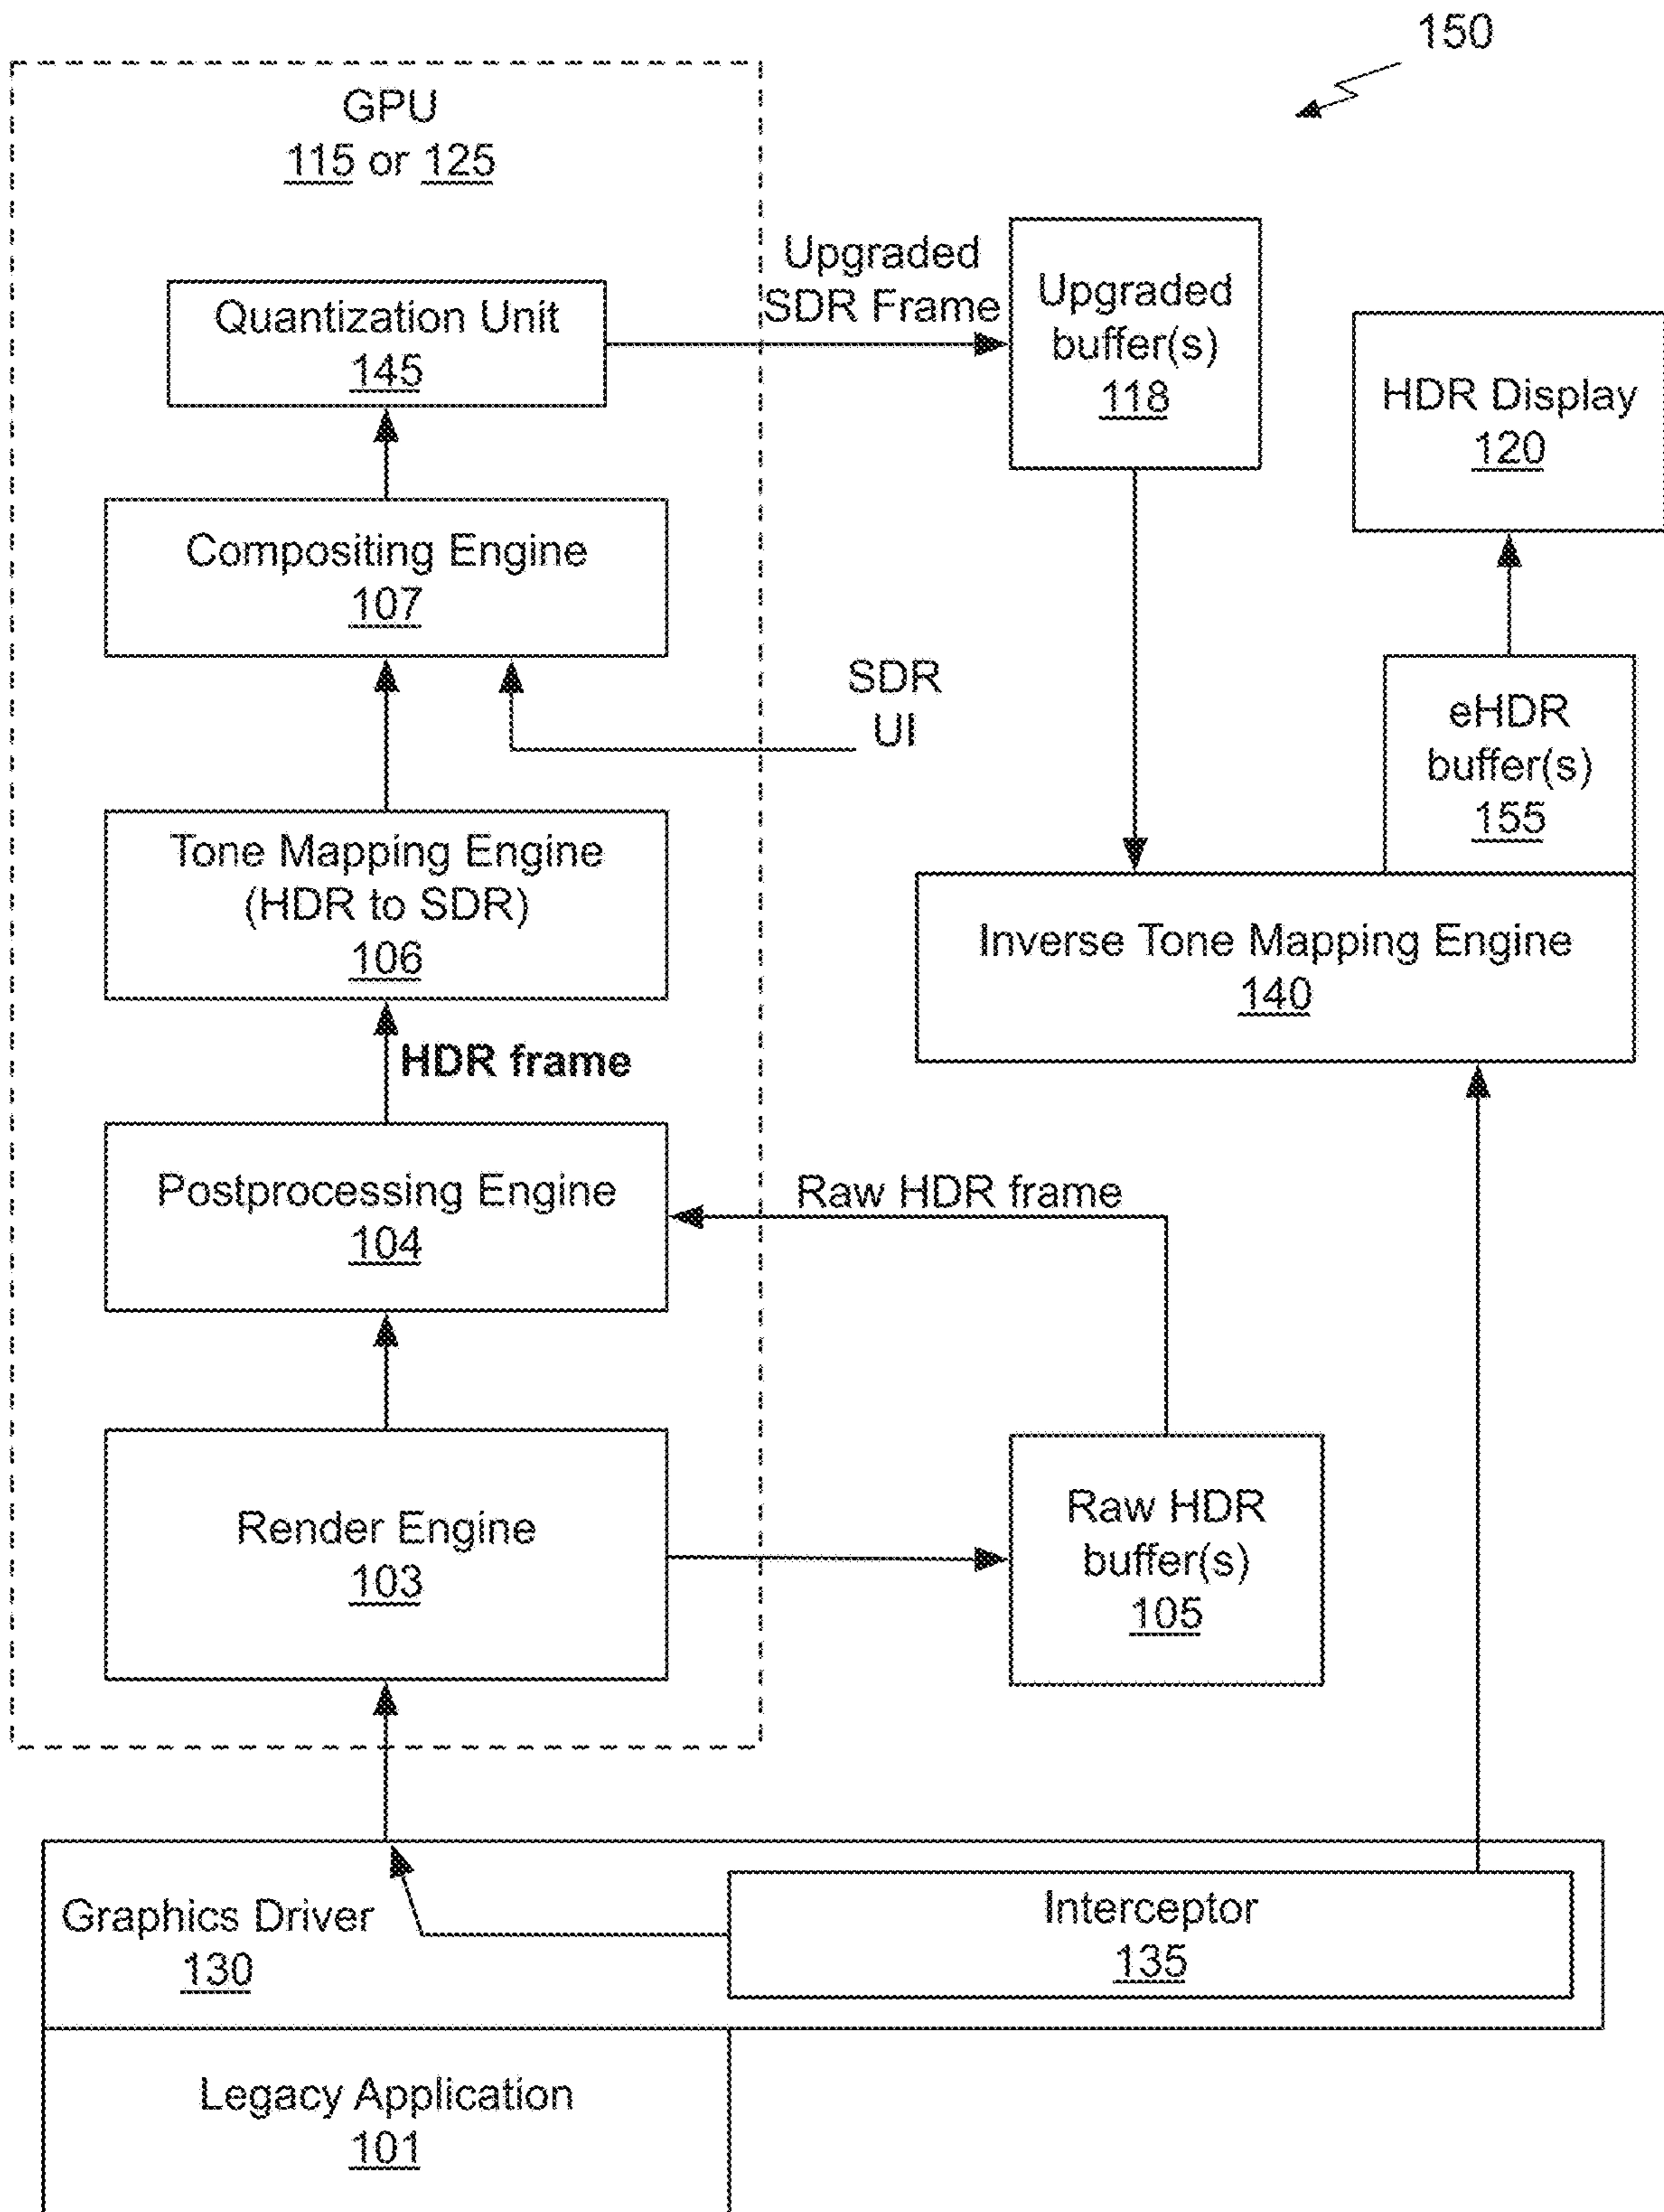 150
GPU
115 or 125
Quantization Unit
145
Upgraded
SDR Frame
Upgraded
buffer(s)
118
HDR Display
120
Compositing Engine
107
SDR
UI
eHDR
buffer(s)
155
Tone Mapping Engine
(HDR to SDR)
106
Inverse Tone Mapping Engine
140
HDR frame
Postprocessing Engine
104
Raw HDR frame
Render Engine
103
Raw HDR
buffer(s)
105
Graphics Driver
130
Interceptor
135
Legacy Application
101